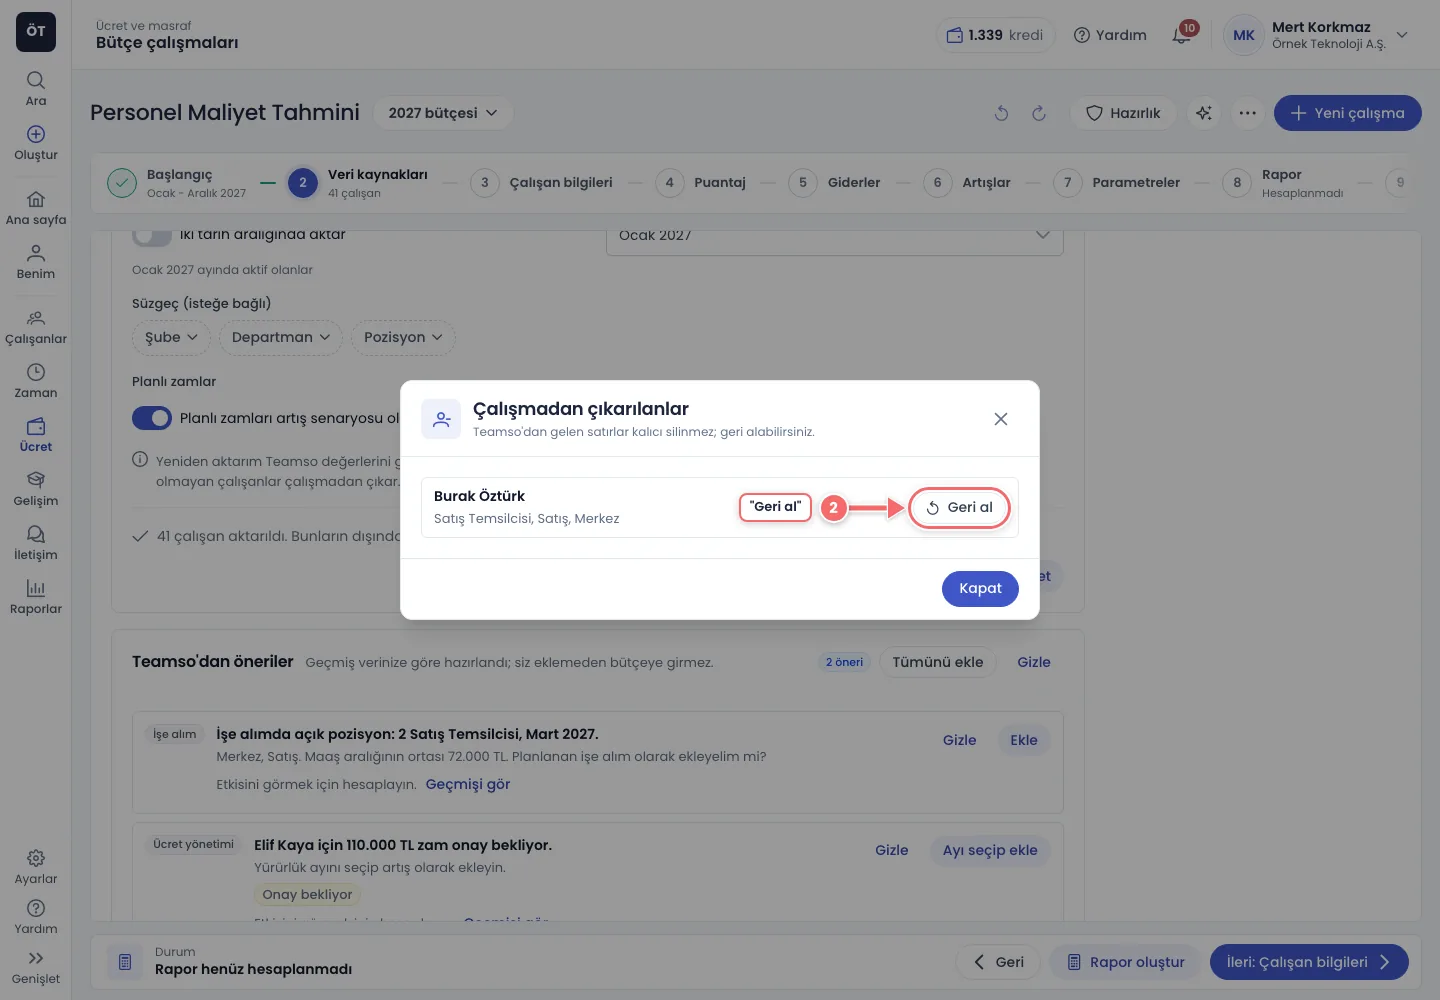 ÖT
Ücret ve masraf
Bütçe çalışmaları
1.339 kredi
Yardım
10
MK
Mert Korkmaz
Örnek Teknoloji A.Ş.
Ara
Oluştur
Ana sayfa
Benim
Çalışanlar
Zaman
Ücret
Gelişim
İletişim
Raporlar
Ayarlar
Yardım
Genişlet
Personel Maliyet Tahmini
2027 bütçesi
Hazırlık
Yeni çalışma
Başlangıç
Ocak - Aralık 2027
2
Veri kaynakları
41 çalışan
3 Çalışan bilgileri
4 Puantaj
5 Giderler
6 Artışlar
7 Parametreler
8 Rapor
Hesaplanmadı
9
İki tarih aralığında aktar
Ocak 2027
Ocak 2027 ayında aktif olanlar
Süzgeç (isteğe bağlı)
Şube
Departman
Pozisyon
Planlı zamlar
Planlı zamları artış senaryosu ol
Yeniden aktarım Teamso değerlerini g
olmayan çalışanlar çalışmadan çıkar.
41 çalışan aktarıldı. Bunların dışında
et
Çalışmadan çıkarılanlar
Teamso'dan gelen satırlar kalıcı silinmez; geri alabilirsiniz.
Burak Öztürk
Satış Temsilcisi, Satış, Merkez
"Geri al"
2
Geri al
Kapat
Teamso'dan öneriler
Geçmiş verinize göre hazırlandı; siz eklemeden bütçeye girmez.
2 öneri
Tümünü ekle
Gizle
İşe alım
İşe alımda açık pozisyon: 2 Satış Temsilcisi, Mart 2027.
Merkez, Satış. Maaş aralığının ortası 72.000 TL. Planlanan işe alım olarak ekleyelim mi?
Etkisini görmek için hesaplayın. Geçmişi gör
Gizle
Ekle
Ücret yönetimi
Elif Kaya için 110.000 TL zam onay bekliyor.
Yürürlük ayını seçip artış olarak ekleyin.
Onay bekliyor
Gizle
Ayı seçip ekle
Geçmişi gör
Durum
Rapor henüz hesaplanmadı
Geri
Rapor oluştur
İleri: Çalışan bilgileri